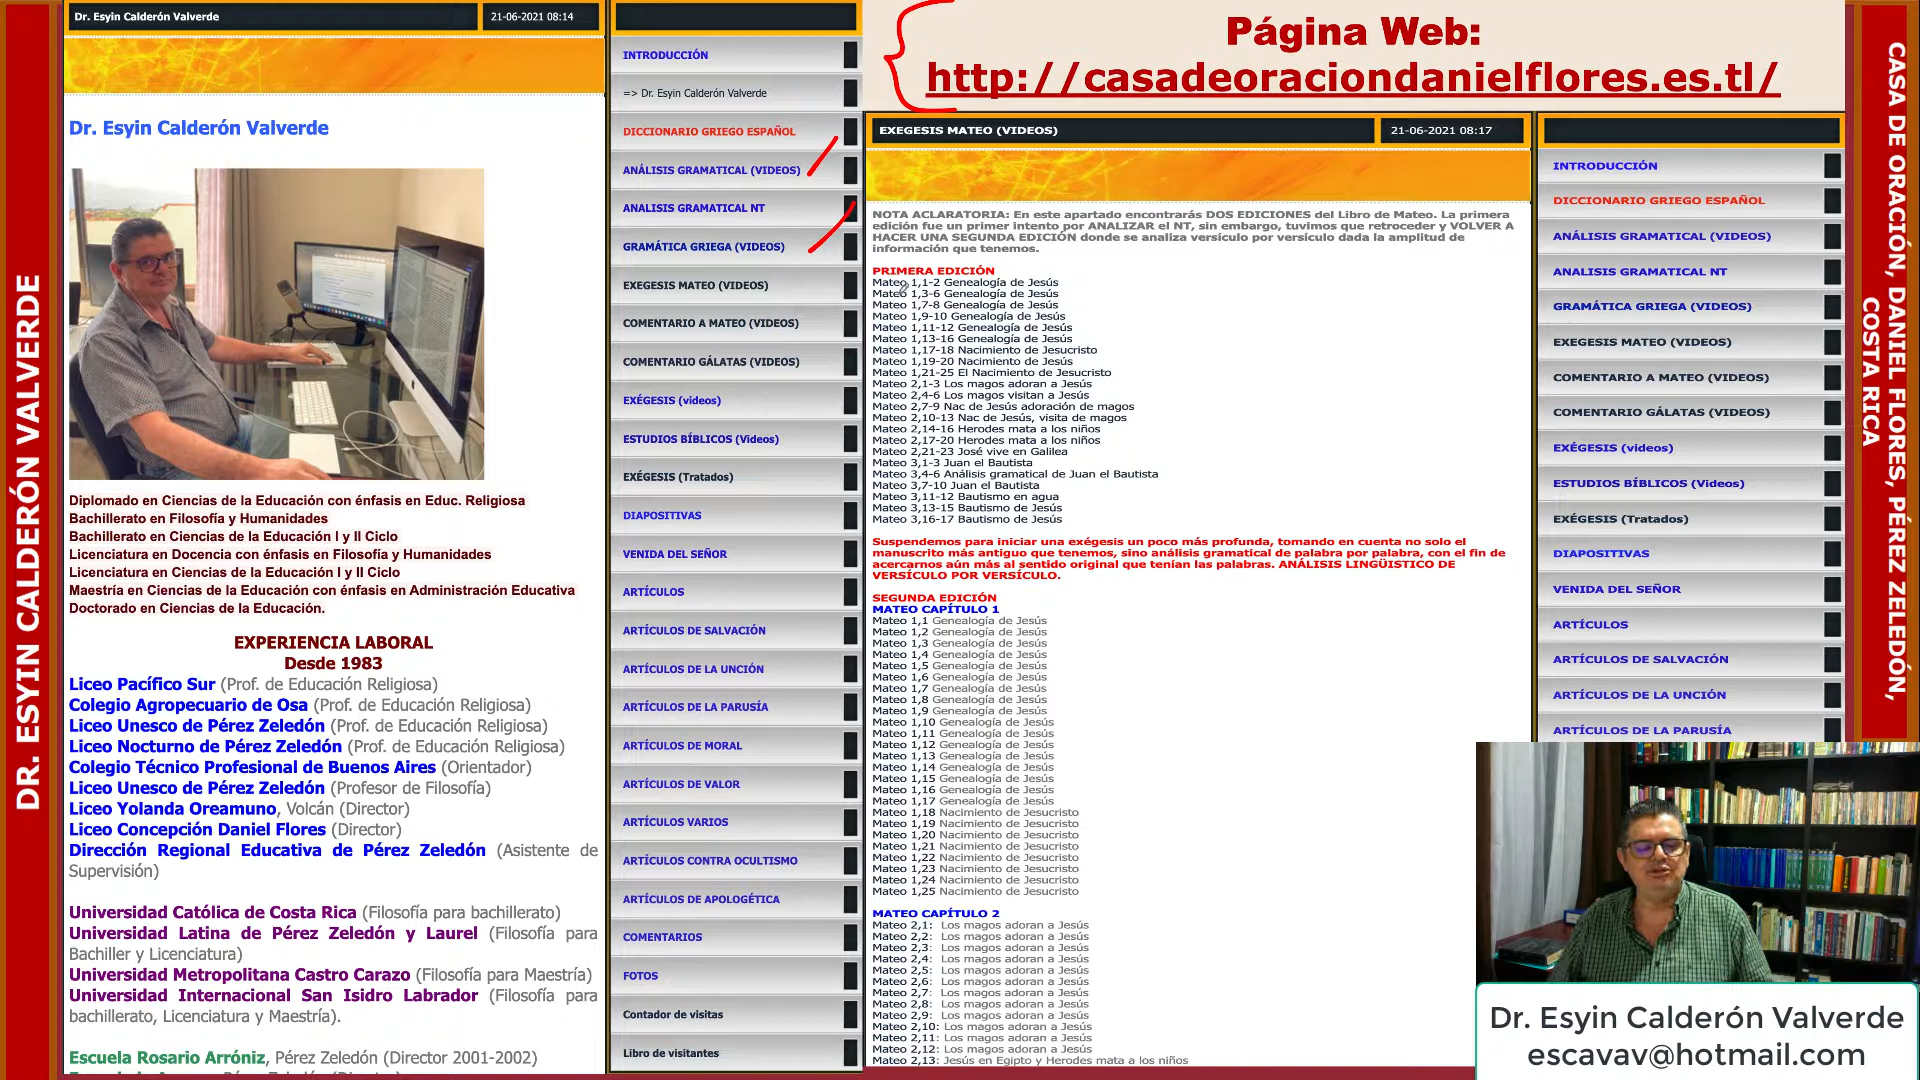 DR. ESYIN CALDERÓN VALVERDE
Dr. Esyin Calderón Valverde
21-06-2021 08:14
Dr. Esyin Calderón Valverde
Diplomado en Ciencias de la Educación con énfasis en Educ. Religiosa
Bachillerato en Filosofía y Humanidades
Bachillerato en Ciencias de la Educación I y II Ciclo
Licenciatura en Docencia con énfasis en Filosofía y Humanidades
Licenciatura en Ciencias de la Educación I y II Ciclo
Maestría en Ciencias de la Educación con énfasis en Administración Educativa
Doctorado en Ciencias de la Educación.
EXPERIENCIA LABORAL
Desde 1983
Liceo Pacífico Sur (Prof. de Educación Religiosa)
Colegio Agropecuario de Osa (Prof. de Educación Religiosa)
Liceo Unesco de Pérez Zeledón (Prof. de Educación Religiosa)
Liceo Nocturno de Pérez Zeledón (Prof. de Educación Religiosa)
Colegio Técnico Profesional de Buenos Aires (Orientador)
Liceo Unesco de Pérez Zeledón (Profesor de Filosofía)
Liceo Yolanda Oreamuno, Volcán (Director)
Liceo Concepción Daniel Flores (Director)
Dirección Regional Educativa de Pérez Zeledón (Asistente de
Supervisión)
Universidad Católica de Costa Rica (Filosofía para bachillerato)
Universidad Latina de Pérez Zeledón y Laurel (Filosofía para
Bachiller y Licenciatura)
Universidad Metropolitana Castro Carazo (Filosofía para Maestría)
Universidad Internacional San Isidro Labrador (Filosofía para
bachillerato, Licenciatura y Maestría).
Escuela Rosario Arróniz, Pérez Zeledón (Director 2001-2002)
INTRODUCCIÓN
=> Dr. Esyin Calderón Valverde
DICCIONARIO GRIEGO ESPAÑOL
ANÁLISIS GRAMATICAL (VIDEOS)
ANALISIS GRAMATICAL NT
GRAMÁTICA GRIEGA (VIDEOS)
EXEGESIS MATEO (VIDEOS)
COMENTARIO A MATEO (VIDEOS)
COMENTARIO GÁLATAS (VIDEOS)
EXÉGESIS (videos)
ESTUDIOS BÍBLICOS (Videos)
EXÉGESIS (Tratados)
DIAPOSITIVAS
VENIDA DEL SEÑOR
ARTÍCULOS
ARTÍCULOS DE SALVACIÓN
ARTÍCULOS DE LA UNCIÓN
ARTÍCULOS DE LA PARUSÍA
ARTÍCULOS DE MORAL
ARTÍCULOS DE VALOR
ARTÍCULOS VARIOS
ARTÍCULOS CONTRA OCULTISMO
ARTÍCULOS DE APOLOGÉTICA
COMENTARIOS
FOTOS
Contador de visitas
Libro de visitantes
Página Web:
http://casadeoraciondanielflores.es.tl/
EXEGESIS MATEO (VIDEOS)
21-06-2021 08:17
NOTA ACLARATORIA: En este apartado encontrarás DOS EDICIONES del Libro de Mateo. La primera
edición fue un primer intento por ANALIZAR el NT, sin embargo, tuvimos que retroceder y VOLVER A
HACER UNA SEGUNDA EDICIÓN donde se analiza versículo por versículo dada la amplitud de
información que tenemos.
PRIMERA EDICIÓN
Mateo 1,1-2 Genealogía de Jesús
Mateo 1,3-6 Genealogía de Jesús
Mateo 1,7-8 Genealogía de Jesús
Mateo 1,9-10 Genealogía de Jesús
Mateo 1,11-12 Genealogía de Jesús
Mateo 1,13-16 Genealogía de Jesús
Mateo 1,17-18 Nacimiento de Jesucristo
Mateo 1,19-20 Nacimiento de Jesús
Mateo 1,21-25 El Nacimiento de Jesucristo
Mateo 2,1-3 Los magos adoran a Jesús
Mateo 2,4-6 Los magos visitan a Jesús
Mateo 2,7-9 Nac de Jesús adoración de magos
Mateo 2,10-13 Nac de Jesús, visita de magos
Mateo 2,14-16 Herodes mata a los niños
Mateo 2,17-20 Herodes mata a los niños
Mateo 2,21-23 José vive en Galilea
Mateo 3,1-3 Juan el Bautista
Mateo 3,4-6 Análisis gramatical de Juan el Bautista
Mateo 3,7-10 Juan el Bautista
Mateo 3,11-12 Bautismo en agua
Mateo 3,13-15 Bautismo de Jesús
Mateo 3,16-17 Bautismo de Jesús
Suspendemos para iniciar una exégesis un poco más profunda, tomando en cuenta no solo el
manuscrito más antiguo que tenemos, sino análisis gramatical de palabra por palabra, con el fin de
acercarnos aún más al sentido original que tenían las palabras. ANÁLISIS LINGÜISTICO DE
VERSÍCULO POR VERSÍCULO.
SEGUNDA EDICIÓN
MATEO CAPÍTULO 1
Mateo 1,1 Genealogía de Jesús
Mateo 1,2 Genealogía de Jesús
Mateo 1,3 Genealogía de Jesús
Mateo 1,4 Genealogía de Jesús
Mateo 1,5 Genealogía de Jesús
Mateo 1,6 Genealogía de Jesús
Mateo 1,7 Genealogía de Jesús
Mateo 1,8 Genealogía de Jesús
Mateo 1,9 Genealogía de Jesús
Mateo 1,10 Genealogía de Jesús
Mateo 1,11 Genealogía de Jesús
Mateo 1,12 Genealogía de Jesús
Mateo 1,13 Genealogía de Jesús
Mateo 1,14 Genealogía de Jesús
Mateo 1,15 Genealogía de Jesús
Mateo 1,16 Genealogía de Jesús
Mateo 1,17 Genealogía de Jesús
Mateo 1,18 Nacimiento de Jesucristo
Mateo 1,19 Nacimiento de Jesucristo
Mateo 1,20 Nacimiento de Jesucristo
Mateo 1,21 Nacimiento de Jesucristo
Mateo 1,22 Nacimiento de Jesucristo
Mateo 1,23 Nacimiento de Jesucristo
Mateo 1,24 Nacimiento de Jesucristo
Mateo 1,25 Nacimiento de Jesucristo
MATEO CAPÍTULO 2
Mateo 2,1: Los magos adoran a Jesús
Mateo 2,2: Los magos adoran a Jesús
Mateo 2,3: Los magos adoran a Jesús
Mateo 2,4: Los magos adoran a Jesús
Mateo 2,5: Los magos adoran a Jesús
Mateo 2,6: Los magos adoran a Jesús
Mateo 2,7: Los magos adoran a Jesús
Mateo 2,8: Los magos adoran a Jesús
Mateo 2,9: Los magos adoran a Jesús
Mateo 2,10: Los magos adoran a Jesús
Mateo 2,11: Los magos adoran a Jesús
Mateo 2,12: Los magos adoran a Jesús
Mateo 2,13: Jesús en Egipto y Herodes mata a los niños
INTRODUCCIÓN
DICCIONARIO GRIEGO ESPAÑOL
ANÁLISIS GRAMATICAL (VIDEOS)
ANALISIS GRAMATICAL NT
GRAMÁTICA GRIEGA (VIDEOS)
EXEGESIS MATEO (VIDEOS)
COMENTARIO A MATEO (VIDEOS)
COMENTARIO GÁLATAS (VIDEOS)
EXÉGESIS (videos)
ESTUDIOS BÍBLICOS (Videos)
EXÉGESIS (Tratados)
DIAPOSITIVAS
VENIDA DEL SEÑOR
ARTÍCULOS
ARTÍCULOS DE SALVACIÓN
ARTÍCULOS DE LA UNCIÓN
ARTÍCULOS DE LA PARUSÍA
CASA DE ORACIÓN, DANIEL FLORES, PÉREZ ZELEDÓN,
COSTA RICA
Dr. Esyin Calderón Valverde
escavav@hotmail.com